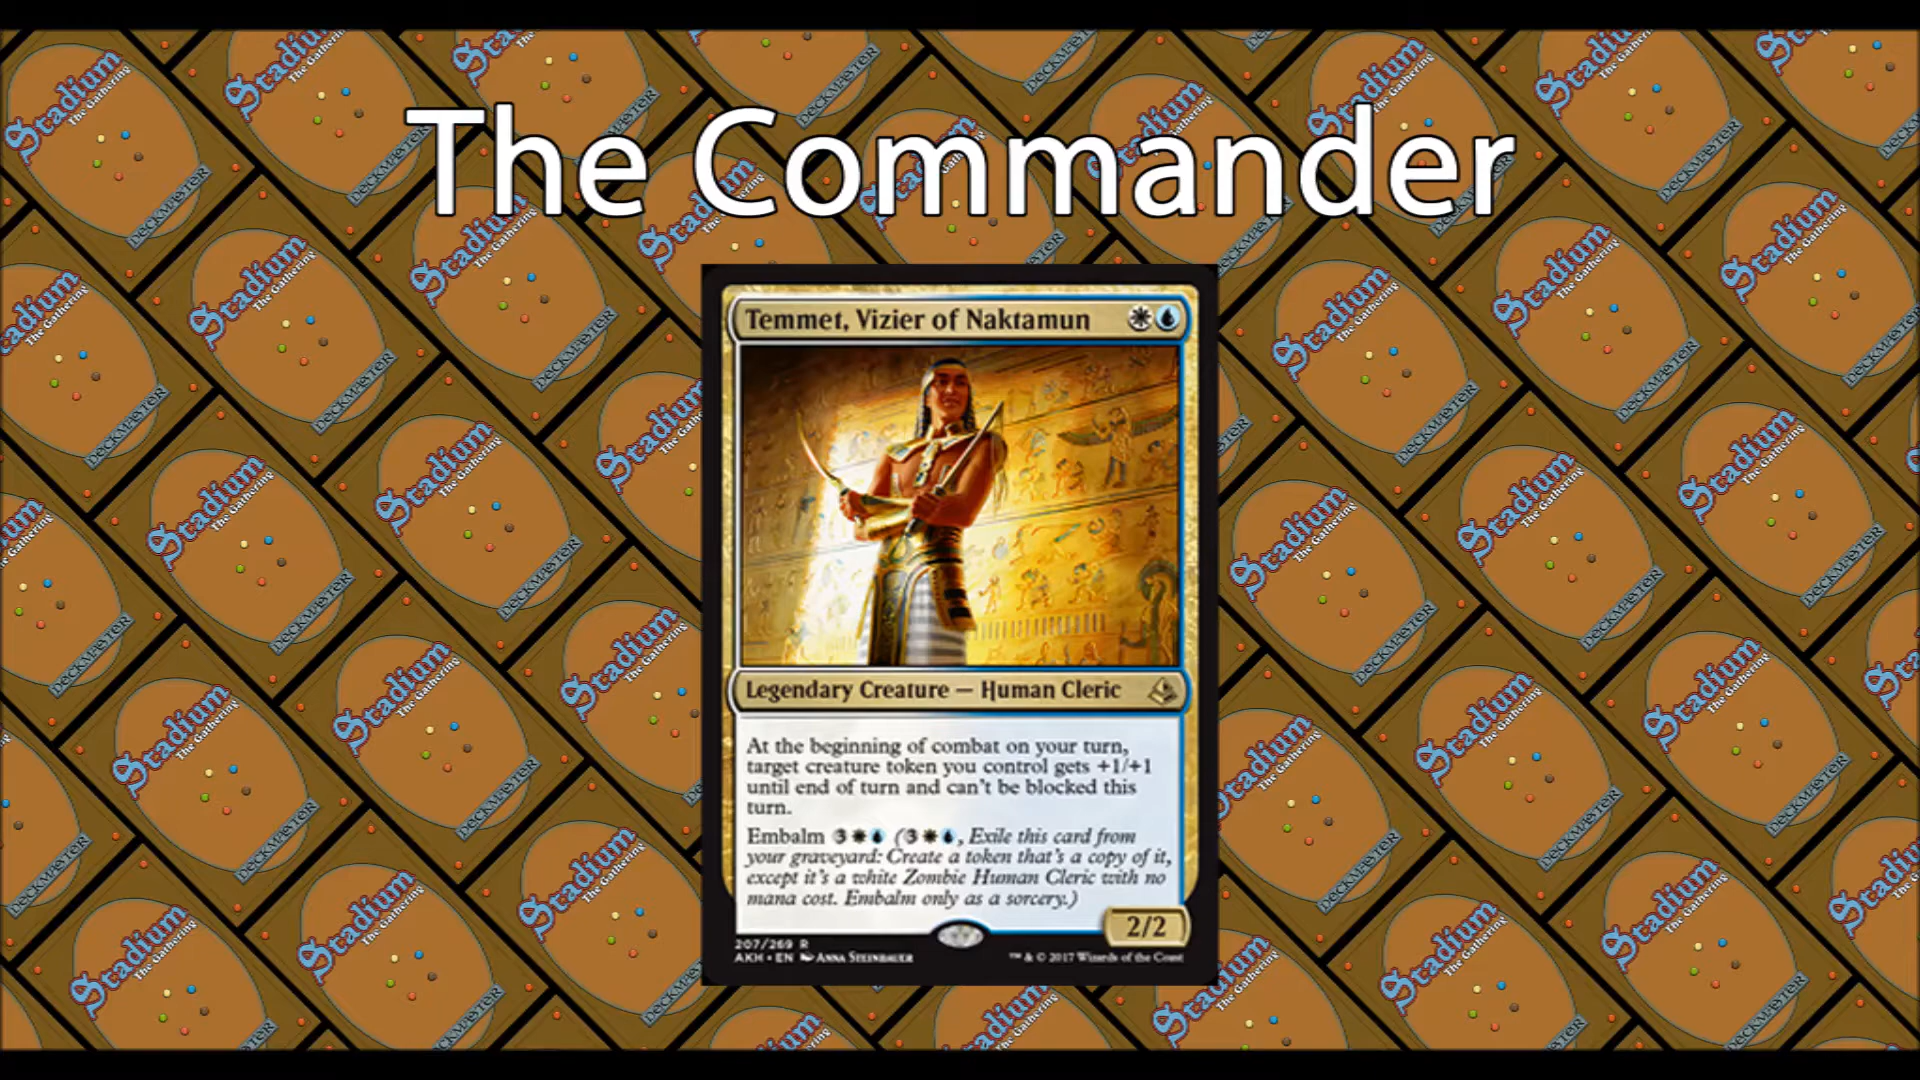 The Commander
Temmet, Vizier of Naktamun
Legendary Creature — Human Cleric
At the beginning of combat on your turn,
target creature token you control gets +1/+1
until end of turn and can't be blocked this
turn.
Embalm 3 (3, Exile this card from
your graveyard: Create a token that's a copy of it,
except it's a white Zombie Human Cleric with no
mana cost. Embalm only as a sorcery.)
2/2
207/269 R
AKH • EN Anna Steinbauer
™ & © 2017 Wizards of the Coast
Stadium
The Gathering
DECKMASTER